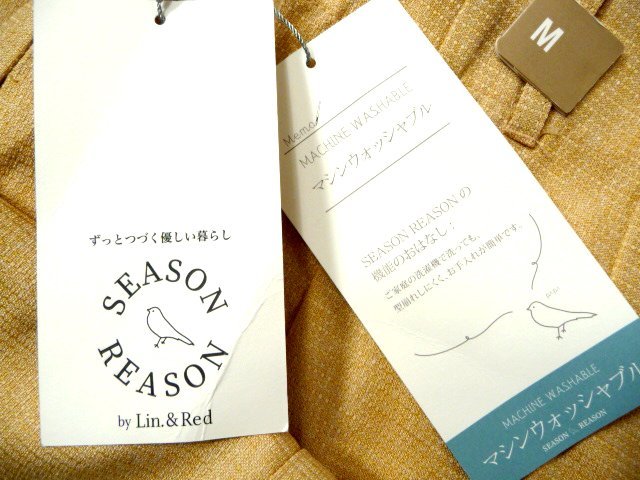 ずっとつづく優しい暮らし
SEASON
REASON
by Lin.&Red
M
Memo
MACHINE WASHABLE
マシンウォッシャブル
SEASON REASON の
機能のおはなし：
ご家庭の洗濯機で洗っても、
型崩れしにくく、お手入れが簡単です。
MACHINE WASHABLE
マシンウォッシャブル
SEASON REASON